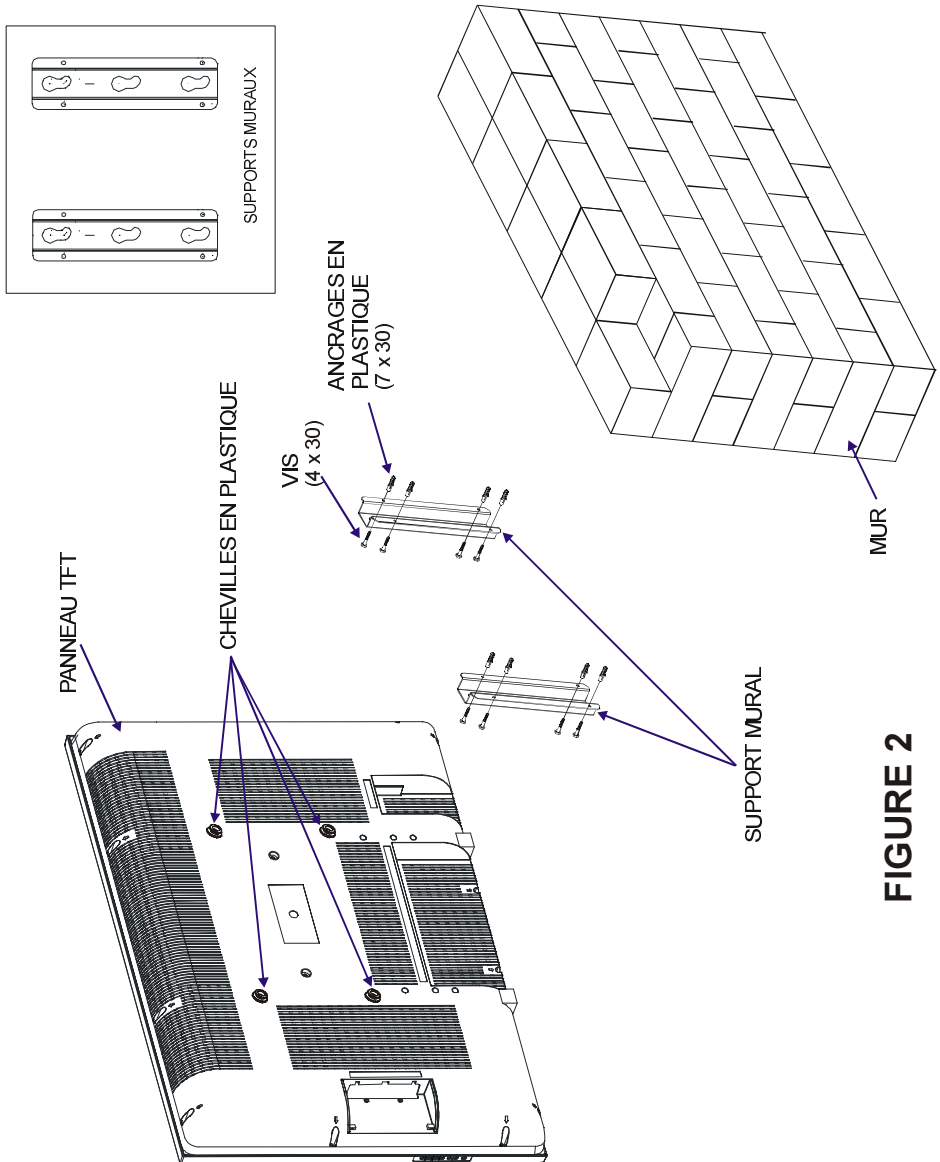 PANNEAU TFT
CHEVILLES EN PLASTIQUE
VIS
(4 x 30)
ANCRAGES EN
PLASTIQUE
(7 x 30)
SUPPORTS MURAUX
SUPPORT MURAL
MUR
FIGURE 2